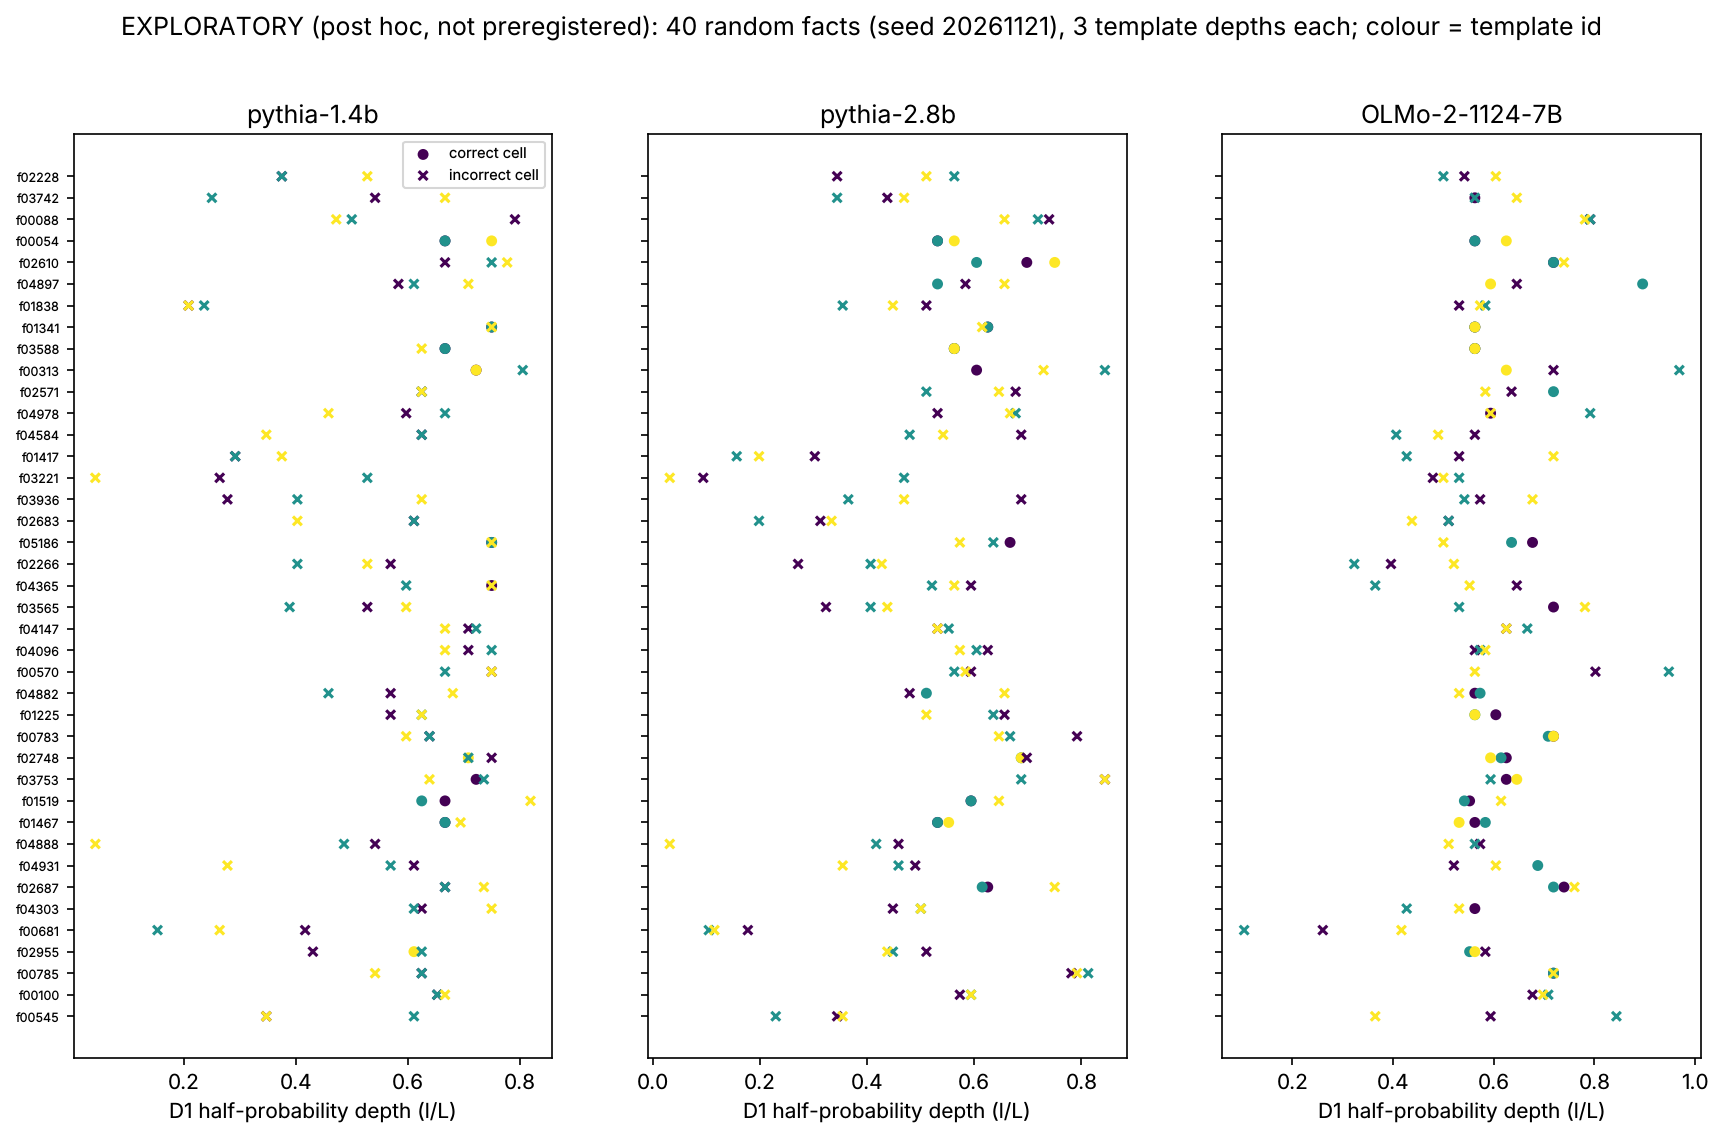 EXPLORATORY (post hoc, not preregistered): 40 random facts (seed 20261121), 3 template depths each; colour = template id
pythia-1.4b
pythia-2.8b
OLMo-2-1124-7B
correct cell
incorrect cell
f02228
f03742
f00088
f00054
f02610
f04897
f01838
f01341
f03588
f00313
f02571
f04978
f04584
f01417
f03221
f03936
f02683
f05186
f02266
f04365
f03565
f04147
f04096
f00570
f04882
f01225
f00783
f02748
f03753
f01519
f01467
f04888
f04931
f02687
f04303
f00681
f02955
f00785
f00100
f00545
0.2 0.4 0.6 0.8
0.0 0.2 0.4 0.6 0.8
0.2 0.4 0.6 0.8 1.0
D1 half-probability depth (l/L)
D1 half-probability depth (l/L)
D1 half-probability depth (l/L)